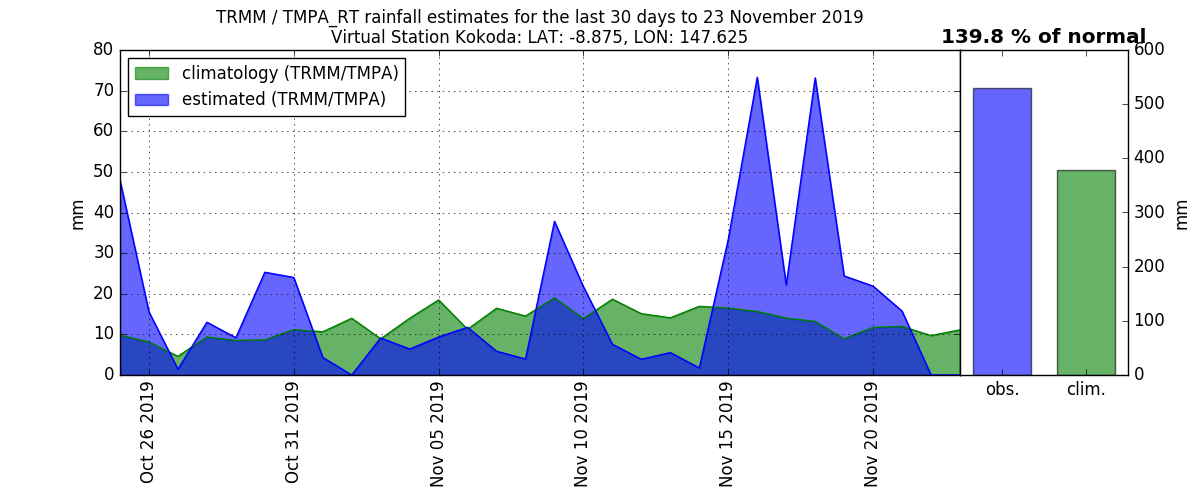 TRMM / TMPA_RT rainfall estimates for the last 30 days to 23 November 2019
Virtual Station Kokoda: LAT: -8.875, LON: 147.625
139.8 % of normal
climatology (TRMM/TMPA)
estimated (TRMM/TMPA)
80
70
60
50
40
30
20
10
0
mm
600
500
400
300
200
100
0
mm
Oct 26 2019
Oct 31 2019
Nov 05 2019
Nov 10 2019
Nov 15 2019
Nov 20 2019
obs.
clim.